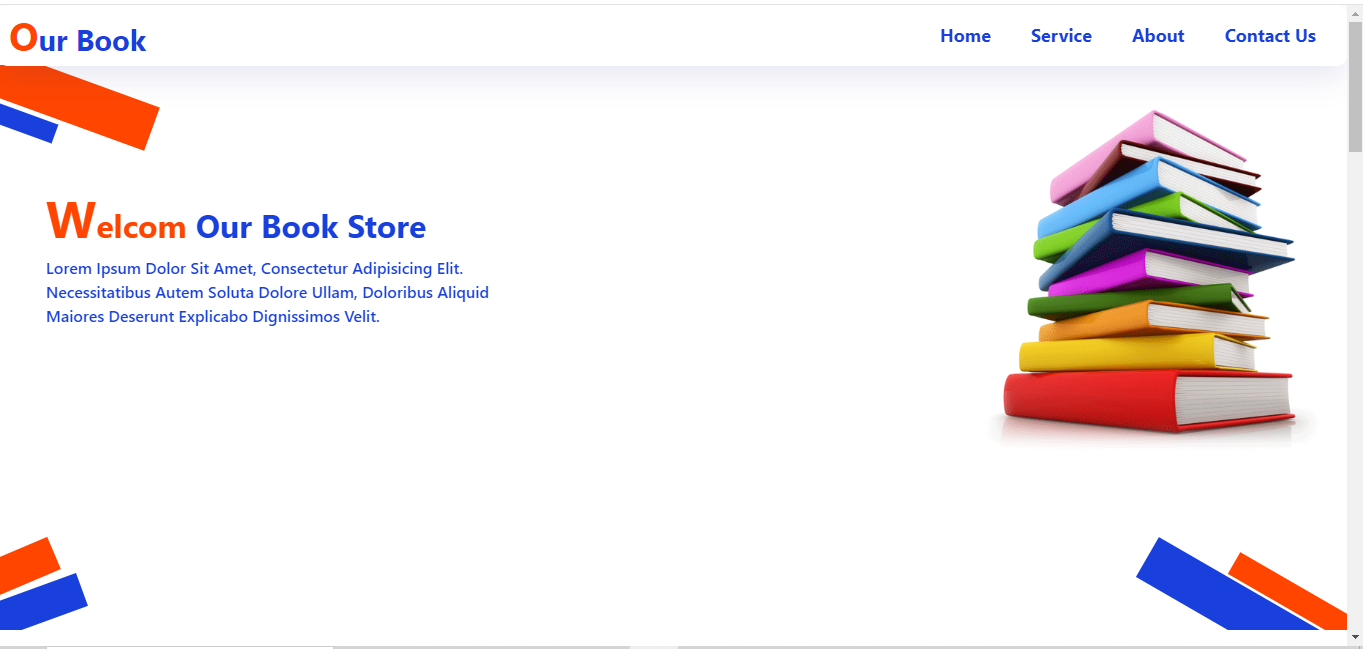 Our Book
Home Service About Contact Us
Welcom Our Book Store
Lorem Ipsum Dolor Sit Amet, Consectetur Adipisicing Elit.
Necessitatibus Autem Soluta Dolore Ullam, Doloribus Aliquid
Maiores Deserunt Explicabo Dignissimos Velit.